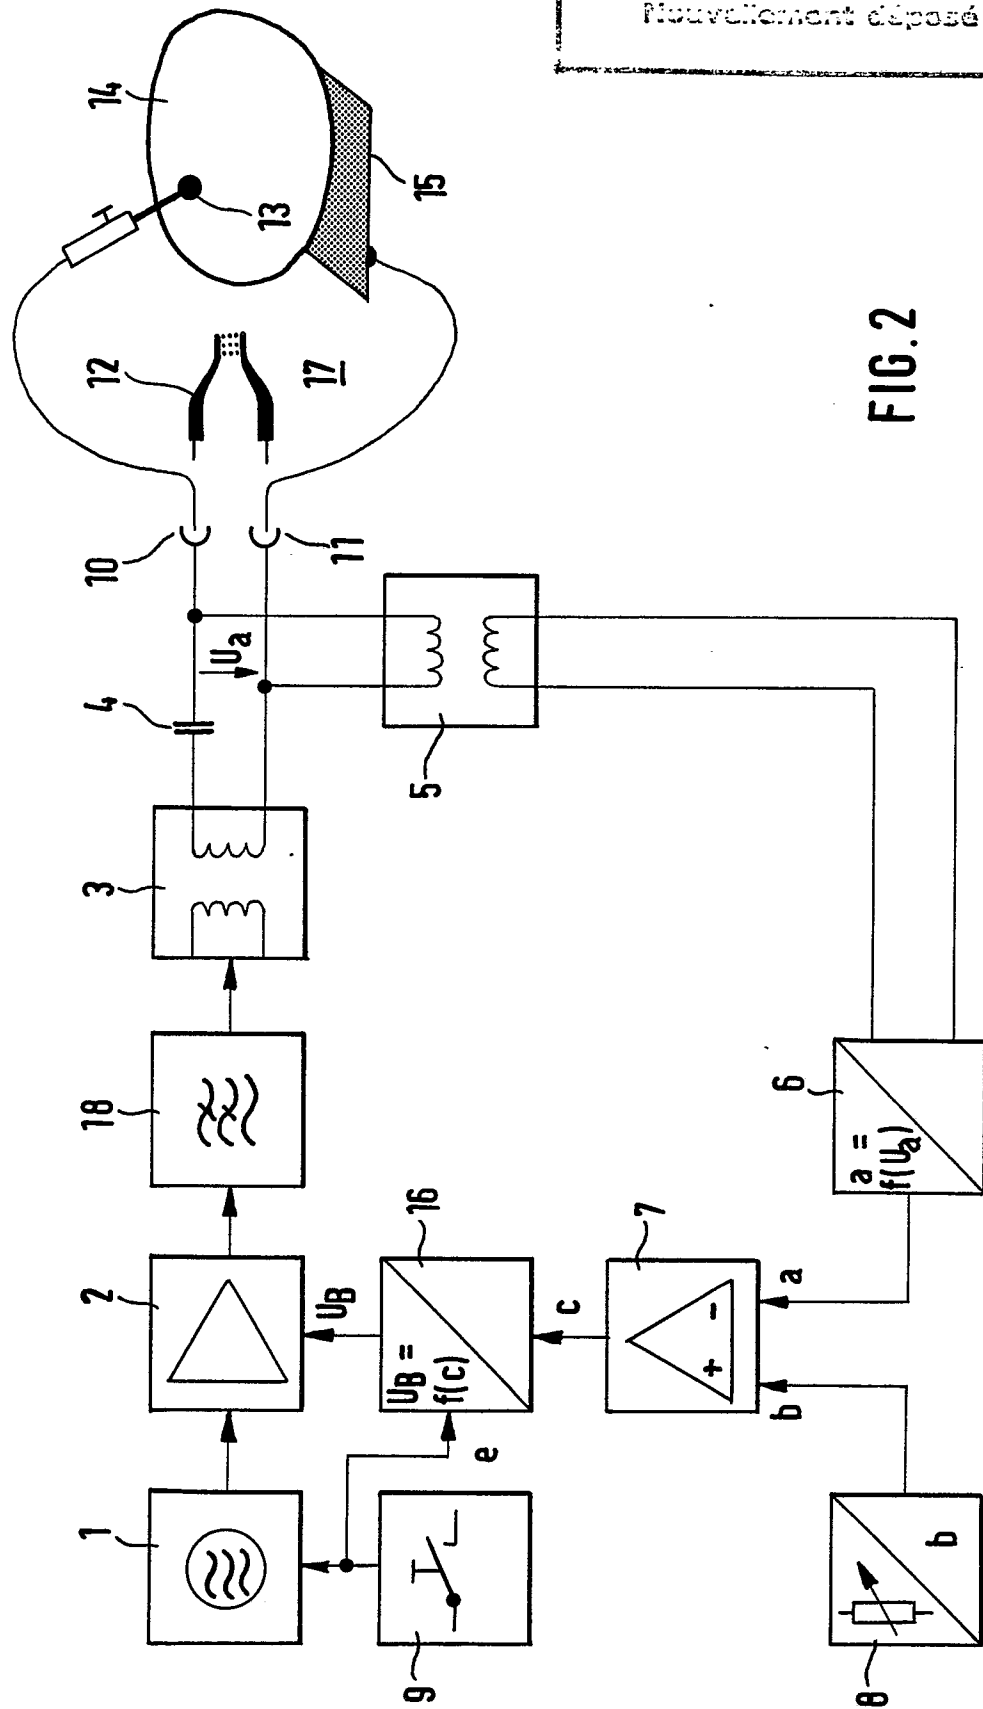 Nouvellement déposé
14
13
15
12
17
10
11
Ua
4
5
3
18
6
a =
f(Ua)
16
7
2
UB
UB =
f(c)
c
+ -
a
b
e
1
9
8
b
FIG.2